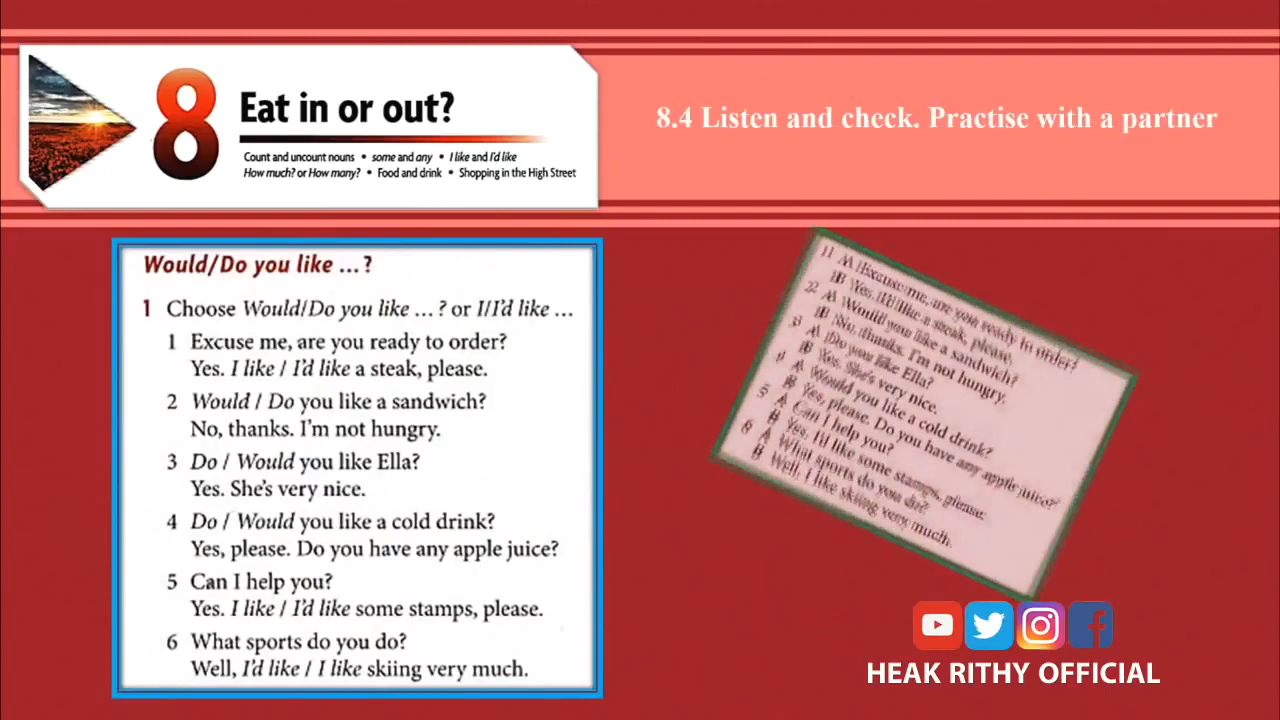 8 Eat in or out?
Count and uncount nouns • some and any • I like and I'd like
How much? or How many? • Food and drink • Shopping in the High Street
8.4 Listen and check. Practise with a partner
Would/Do you like ...?
1 Choose Would/Do you like ... ? or I/I'd like ...
1 Excuse me, are you ready to order?
Yes. I like / I'd like a steak, please.
2 Would / Do you like a sandwich?
No, thanks. I'm not hungry.
3 Do / Would you like Ella?
Yes. She's very nice.
4 Do / Would you like a cold drink?
Yes, please. Do you have any apple juice?
5 Can I help you?
Yes. I like / I'd like some stamps, please.
6 What sports do you do?
Well, I'd like / I like skiing very much.
1 A Excuse me, are you ready to order?
B Yes. I'd like a steak, please.
2 A Would you like a sandwich?
B No, thanks. I'm not hungry.
3 A Do you like Ella?
B Yes. She's very nice.
4 A Would you like a cold drink?
B Yes, please. Do you have any apple juice?
5 A Can I help you?
B Yes. I'd like some stamps, please.
6 A What sports do you do?
B Well, I like skiing very much.
HEAK RITHY OFFICIAL